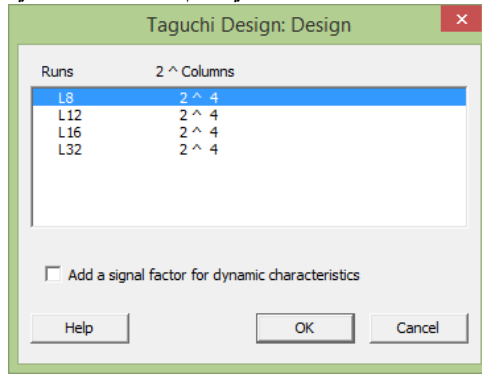 Taguchi Design: Design
Runs 2 ^ Columns
L8 2 ^ 4
L12 2 ^ 4
L16 2 ^ 4
L32 2 ^ 4
Add a signal factor for dynamic characteristics
Help OK Cancel